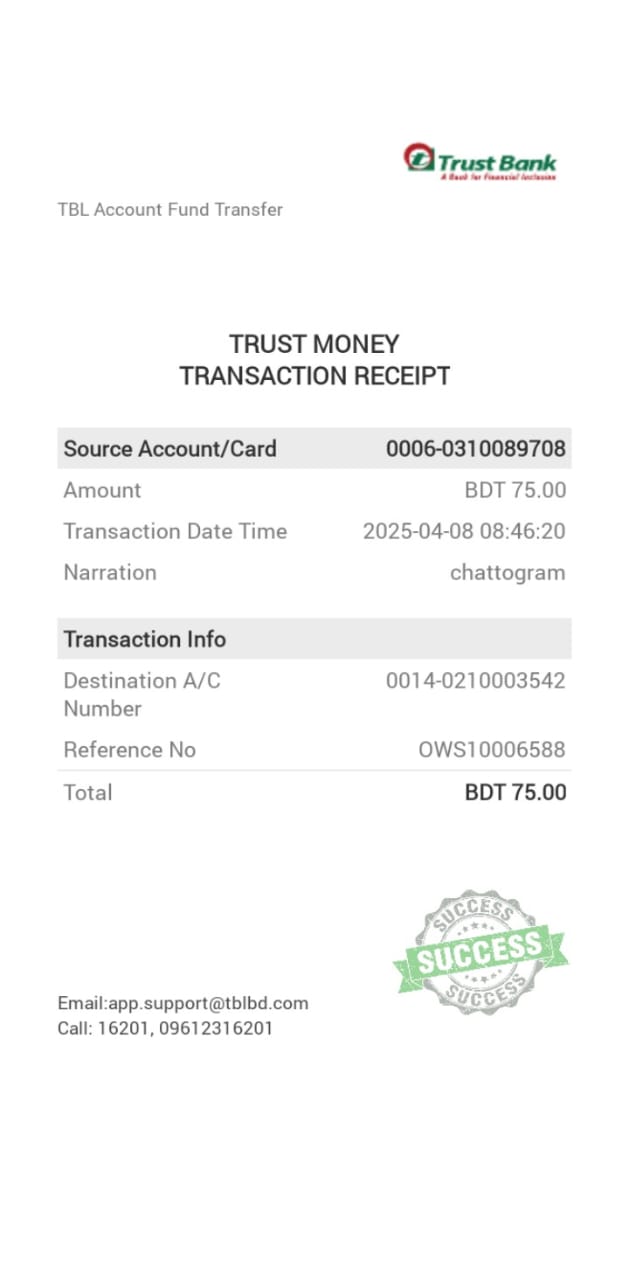 Trust Bank
A Bank for Financial Inclusion
TBL Account Fund Transfer
TRUST MONEY
TRANSACTION RECEIPT
Source Account/Card 0006-0310089708
Amount BDT 75.00
Transaction Date Time 2025-04-08 08:46:20
Narration chattogram
Transaction Info
Destination A/C 0014-0210003542
Number
Reference No OWS10006588
Total BDT 75.00
SUCCESS
SUCCESS
SUCCESS
Email:app.support@tblbd.com
Call: 16201, 09612316201